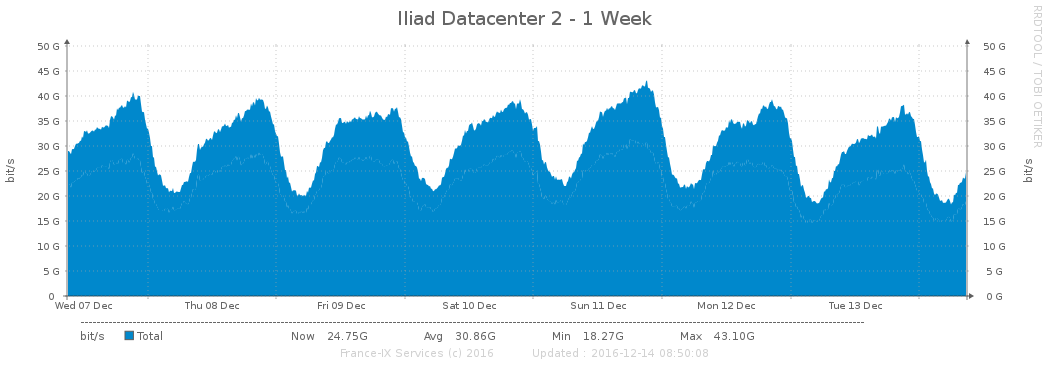 Iliad Datacenter 2 - 1 Week
RRDTOOL / TOBI OETIKER
50 G 50 G
45 G 45 G
40 G 40 G
35 G 35 G
30 G 30 G
25 G 25 G
20 G 20 G
15 G 15 G
10 G 10 G
5 G 5 G
0 0 G
bit/s bit/s
Wed 07 Dec Thu 08 Dec Fri 09 Dec Sat 10 Dec Sun 11 Dec Mon 12 Dec Tue 13 Dec
bit/s Total Now 24.75G Avg 30.86G Min 18.27G Max 43.10G
France-IX Services (c) 2016 Updated : 2016-12-14 08:50:08